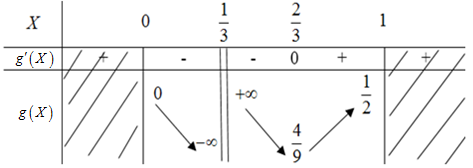 X 0 1/3 2/3 1
g'(X) + - - 0 + +
g(X) 0 -∞ +∞ 4/9 1/2